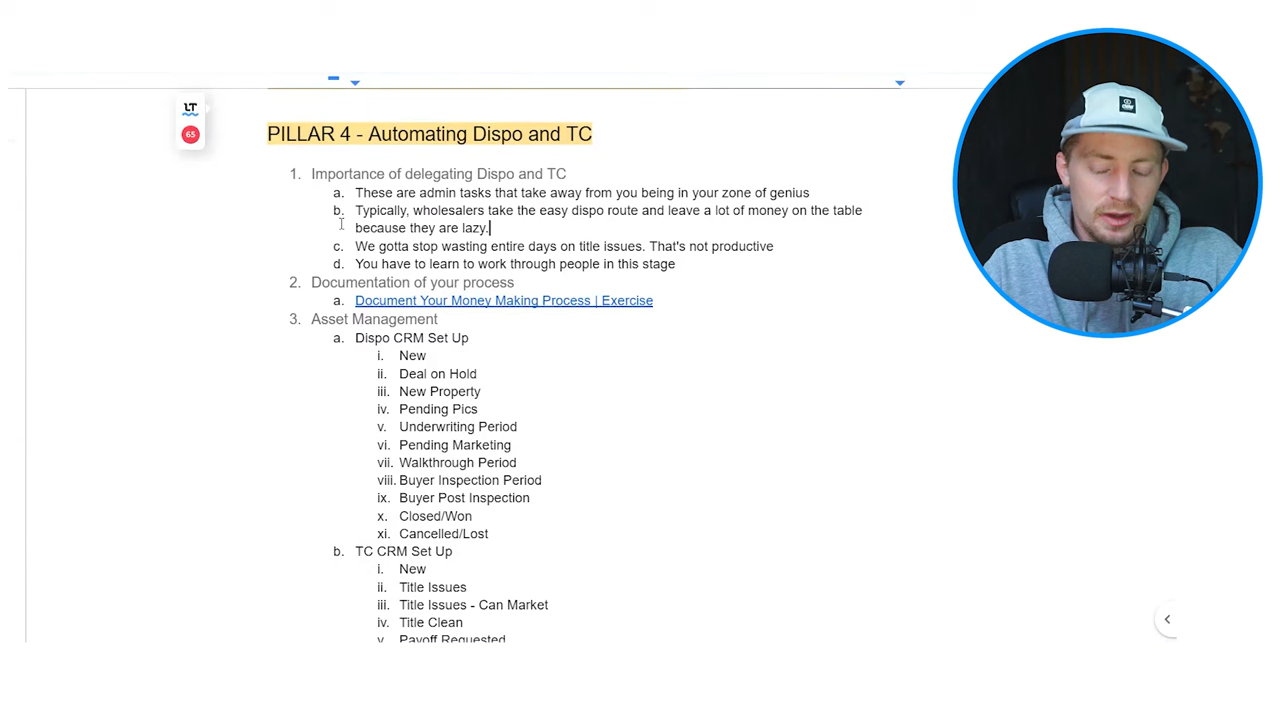 LT
65
PILLAR 4 - Automating Dispo and TC
1. Importance of delegating Dispo and TC
a. These are admin tasks that take away from you being in your zone of genius
b. Typically, wholesalers take the easy dispo route and leave a lot of money on the table
because they are lazy.
c. We gotta stop wasting entire days on title issues. That's not productive
d. You have to learn to work through people in this stage
2. Documentation of your process
a. Document Your Money Making Process | Exercise
3. Asset Management
a. Dispo CRM Set Up
i. New
ii. Deal on Hold
iii. New Property
iv. Pending Pics
v. Underwriting Period
vi. Pending Marketing
vii. Walkthrough Period
viii. Buyer Inspection Period
ix. Buyer Post Inspection
x. Closed/Won
xi. Cancelled/Lost
b. TC CRM Set Up
i. New
ii. Title Issues
iii. Title Issues - Can Market
iv. Title Clean
v. Payoff Requested